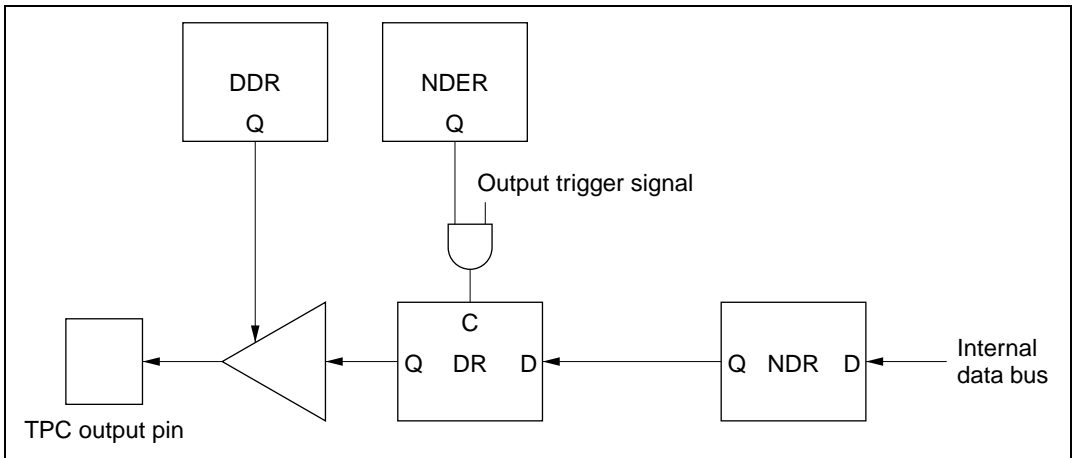 DDR
Q
NDER
Q
Output trigger signal
C
Q DR D
Q NDR D
Internal
data bus
TPC output pin